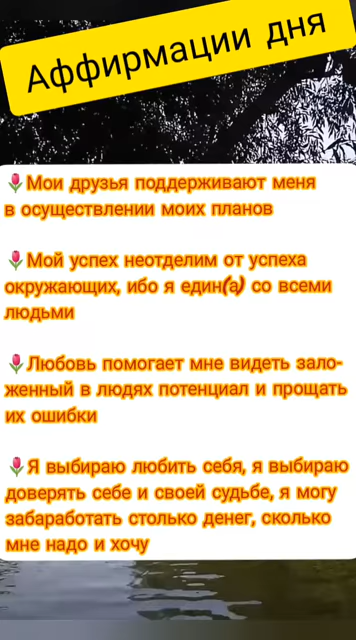 Аффирмации дня
🌷Мои друзья поддерживают меня
в осуществлении моих планов
🌷Мой успех неотделим от успеха
окружающих, ибо я един(а) со всеми
людьми
🌷Любовь помогает мне видеть зало-
женный в людях потенциал и прощать
их ошибки
🌷Я выбираю любить себя, я выбираю
доверять себе и своей судьбе, я могу
забаработать столько денег, сколько
мне надо и хочу